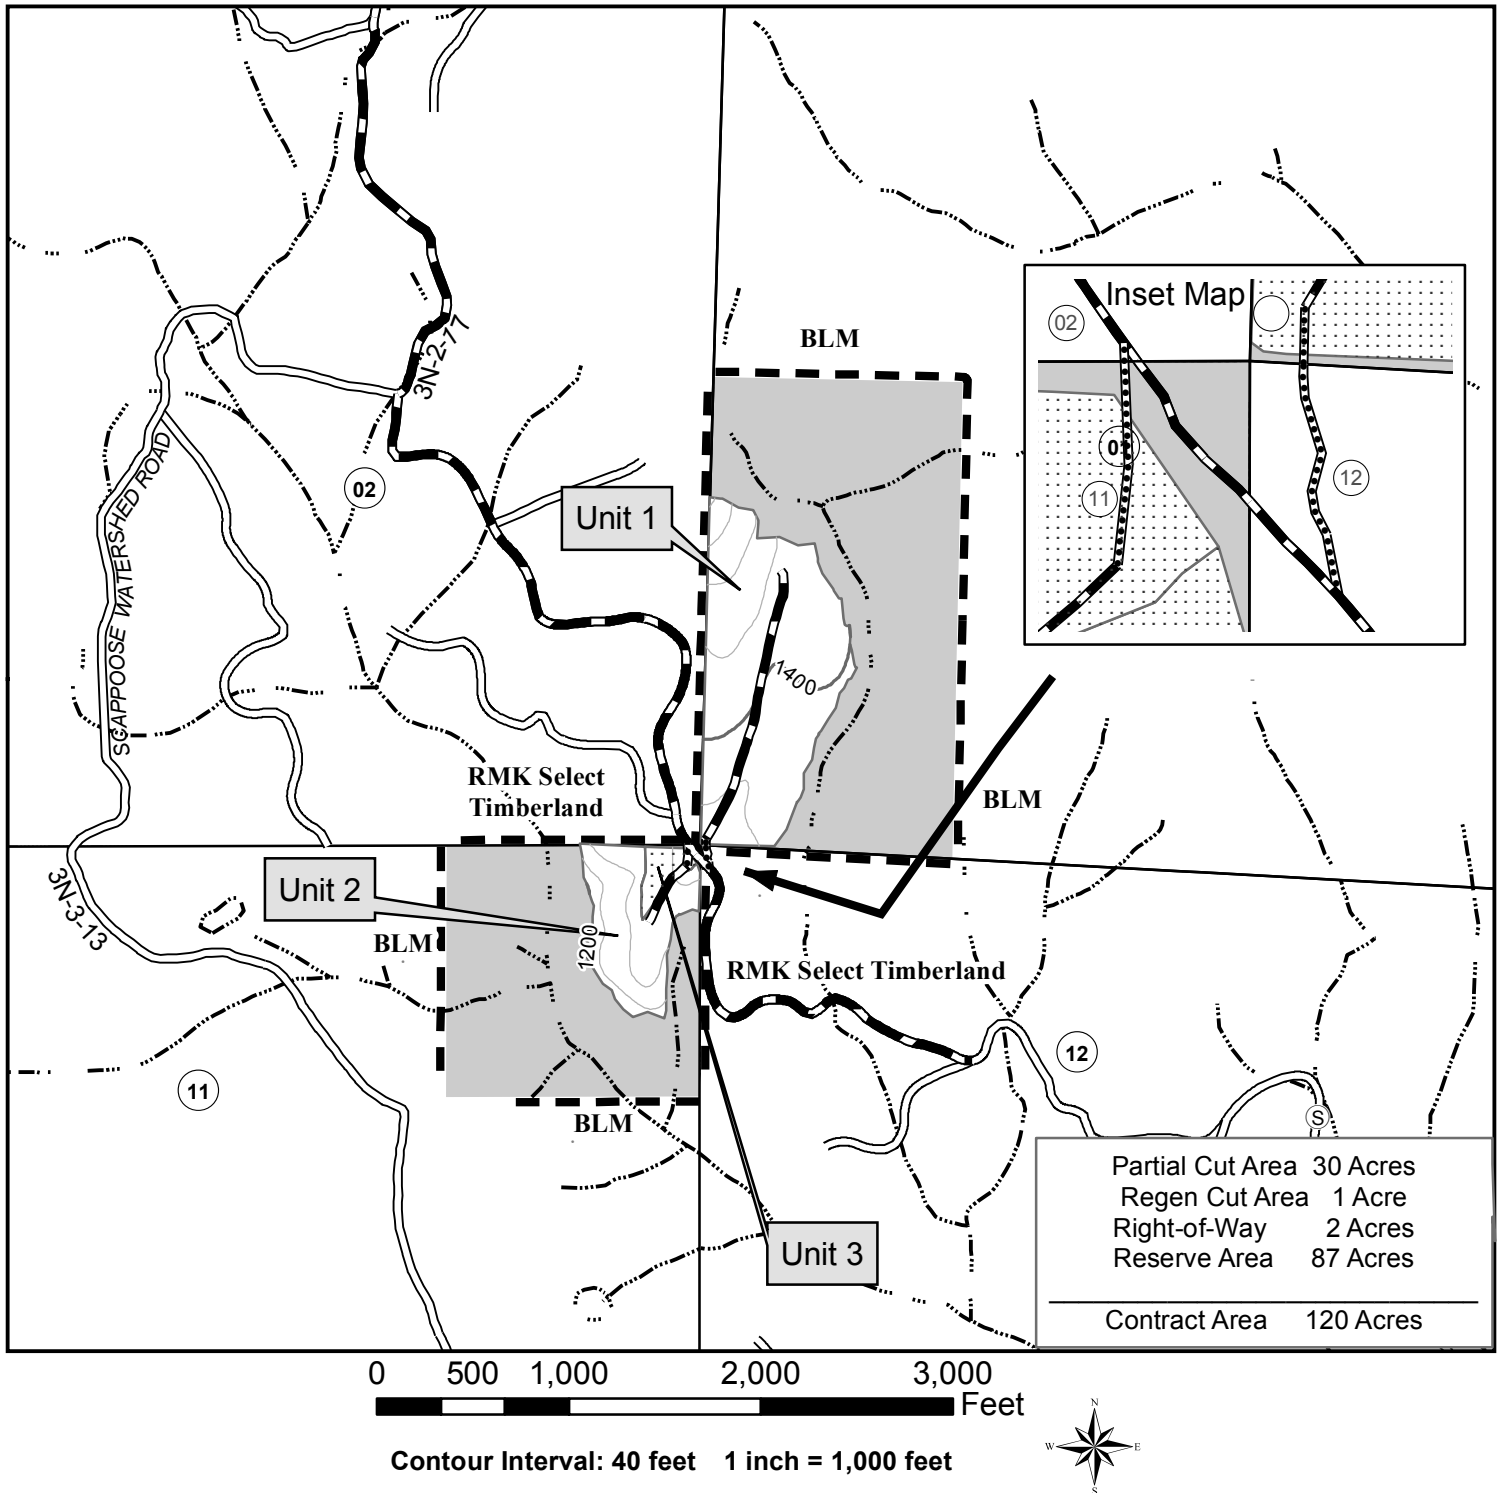 Inset Map
02
01
11
12
BLM
3N-2-77
SCAPPOOSE WATERSHED ROAD
02
Unit 1
1400
RMK Select
Timberland
BLM
Unit 2
3N-3-13
1200
BLM
RMK Select Timberland
12
11
BLM
S
Unit 3
Partial Cut Area 30 Acres
Regen Cut Area 1 Acre
Right-of-Way 2 Acres
Reserve Area 87 Acres
Contract Area 120 Acres
0 500 1,000 2,000 3,000
Feet
Contour Interval: 40 feet 1 inch = 1,000 feet
N
W E
S